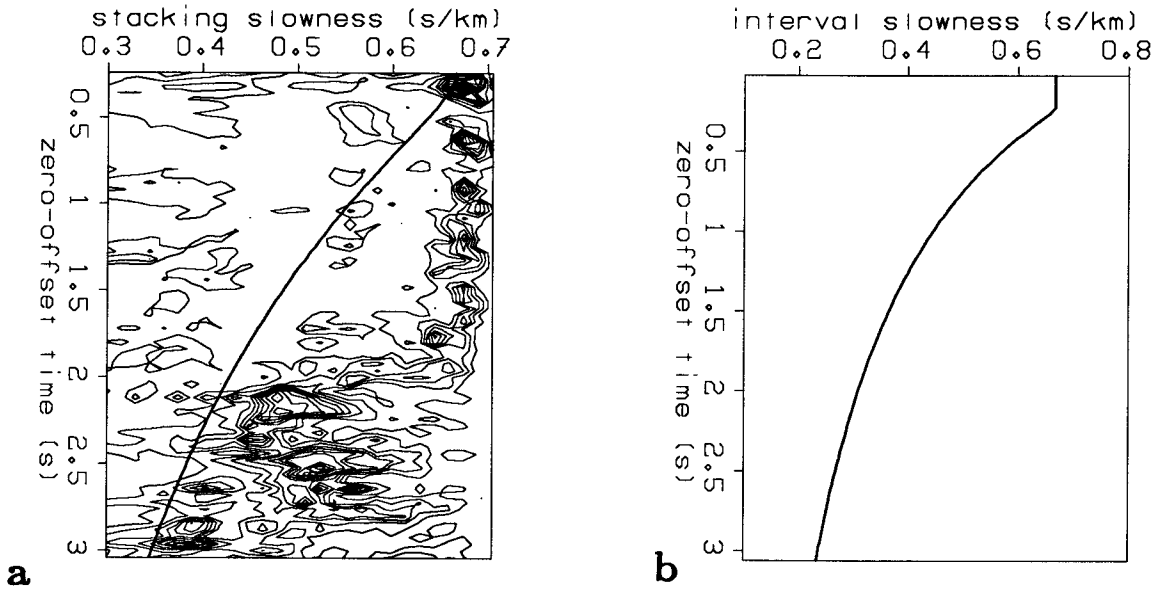 stacking slowness (s/km)
0.3 0.4 0.5 0.6 0.7
zero-offset time (s)
0.5
1
1.5
2
2.5
3
a
interval slowness (s/km)
0.2 0.4 0.6 0.8
zero-offset time (s)
0.5
1
1.5
2
2.5
3
b